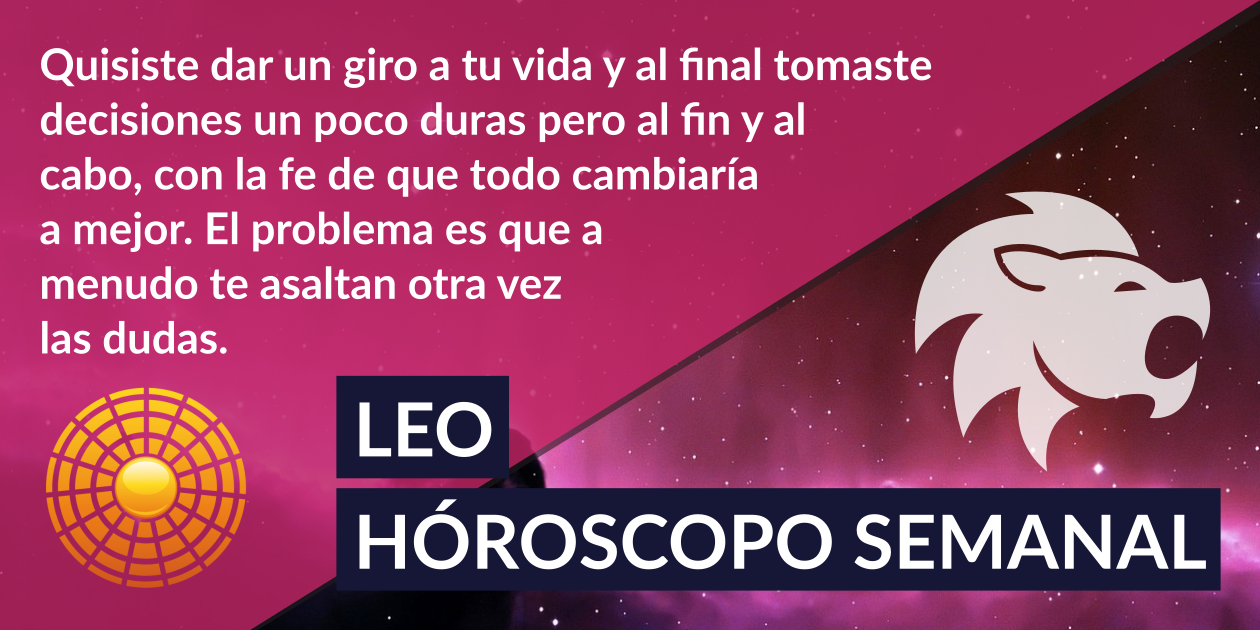 Quisiste dar un giro a tu vida y al final tomaste
decisiones un poco duras pero al fin y al
cabo, con la fe de que todo cambiaría
a mejor. El problema es que a
menudo te asaltan otra vez
las dudas.
LEO
HÓROSCOPO SEMANAL